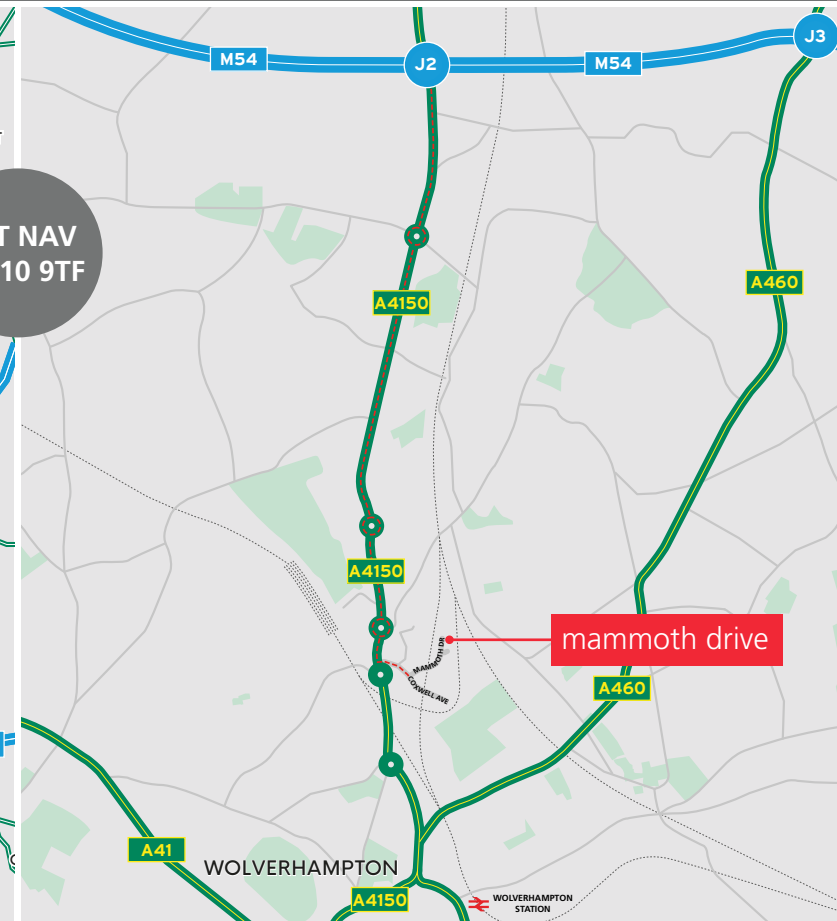 M54
J2
M54
J3
T NAV
10 9TF
A4150
A460
A4150
mammoth drive
MAMMOTH DR
COXWELL AVE
A460
A41
WOLVERHAMPTON
A4150
WOLVERHAMPTON
STATION